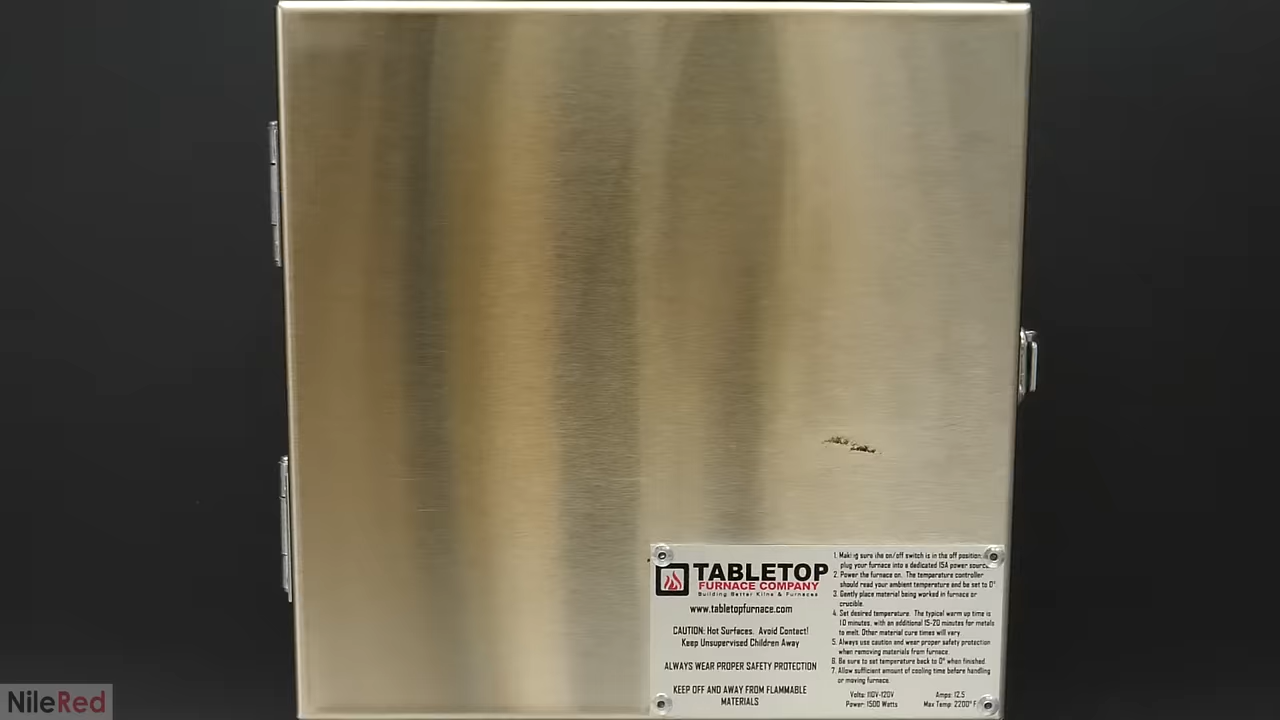 TABLETOP
FURNACE COMPANY
Building Better Kilns & Furnaces
www.tabletopfurnace.com
CAUTION: Hot Surfaces. Avoid Contact!
Keep Unsupervised Children Away
ALWAYS WEAR PROPER SAFETY PROTECTION
KEEP OFF AND AWAY FROM FLAMMABLE
MATERIALS
1. Making sure the on/off switch is in the off position,
plug your furnace into a dedicated 15A power source.
2. Power the furnace on. The temperature controller
should read your ambient temperature and be set to 0°
3. Gently place material being worked in furnace or
crucible.
4. Set desired temperature. The typical warm up time is
10 minutes, with an additional 15-20 minutes for metals
to melt. Other material cure times will vary
5. Always use caution and wear proper safety protection
when removing materials from furnace.
6. Be sure to set temperature back to 0° when finished.
7. Allow sufficient amount of cooling time before handling
or moving furnace.
Volts: 110V-120V Amps: 12.5
Power: 1500 Watts Max Temp: 2200° F
NileRed